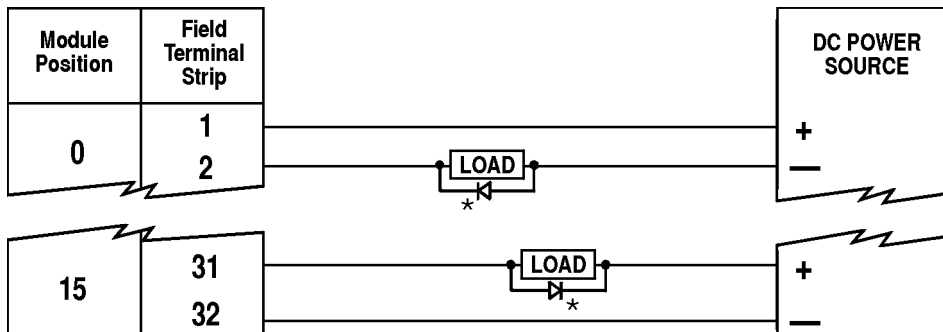 Module
Position
Field
Terminal
Strip
DC POWER
SOURCE
0
1
+
2
LOAD
—
*
15
31
LOAD
+
*
32
—